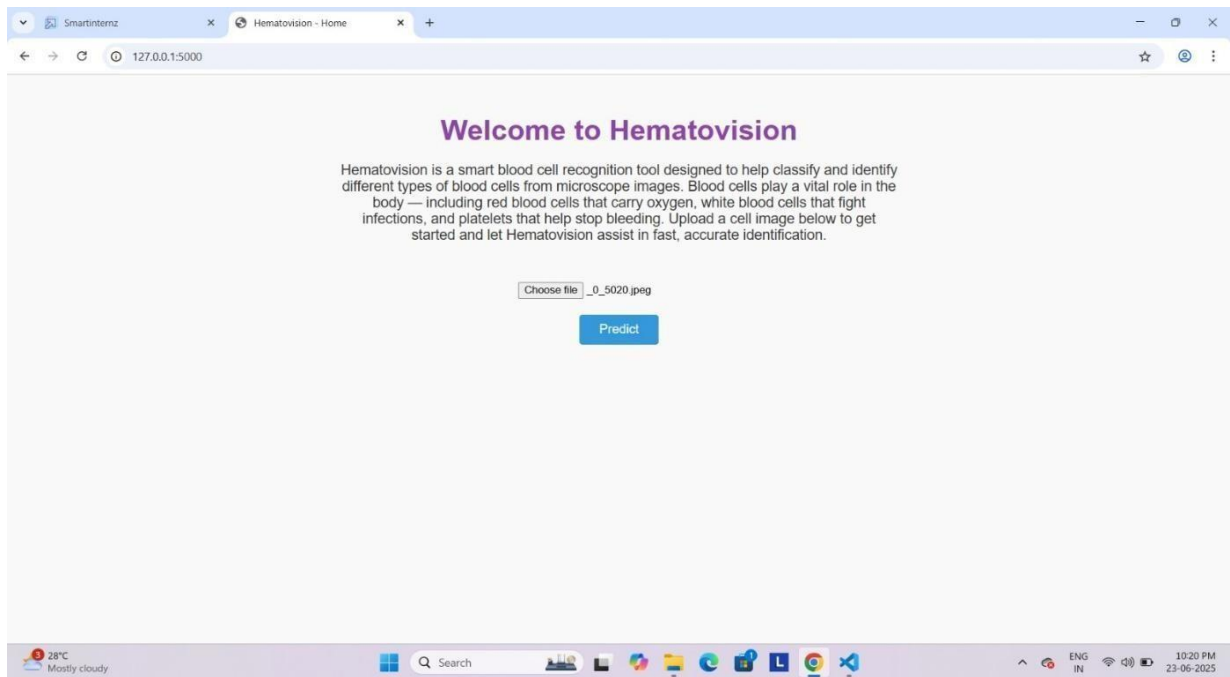 Smartinternz
Hematovision - Home
127.0.0.1:5000
Welcome to Hematovision
Hematovision is a smart blood cell recognition tool designed to help classify and identify
different types of blood cells from microscope images. Blood cells play a vital role in the
body — including red blood cells that carry oxygen, white blood cells that fight
infections, and platelets that help stop bleeding. Upload a cell image below to get
started and let Hematovision assist in fast, accurate identification.
Choose file _0_5020.jpeg
Predict
3
28°C
Mostly cloudy
Search
1
L
ENG
IN
10:20 PM
23-06-2025